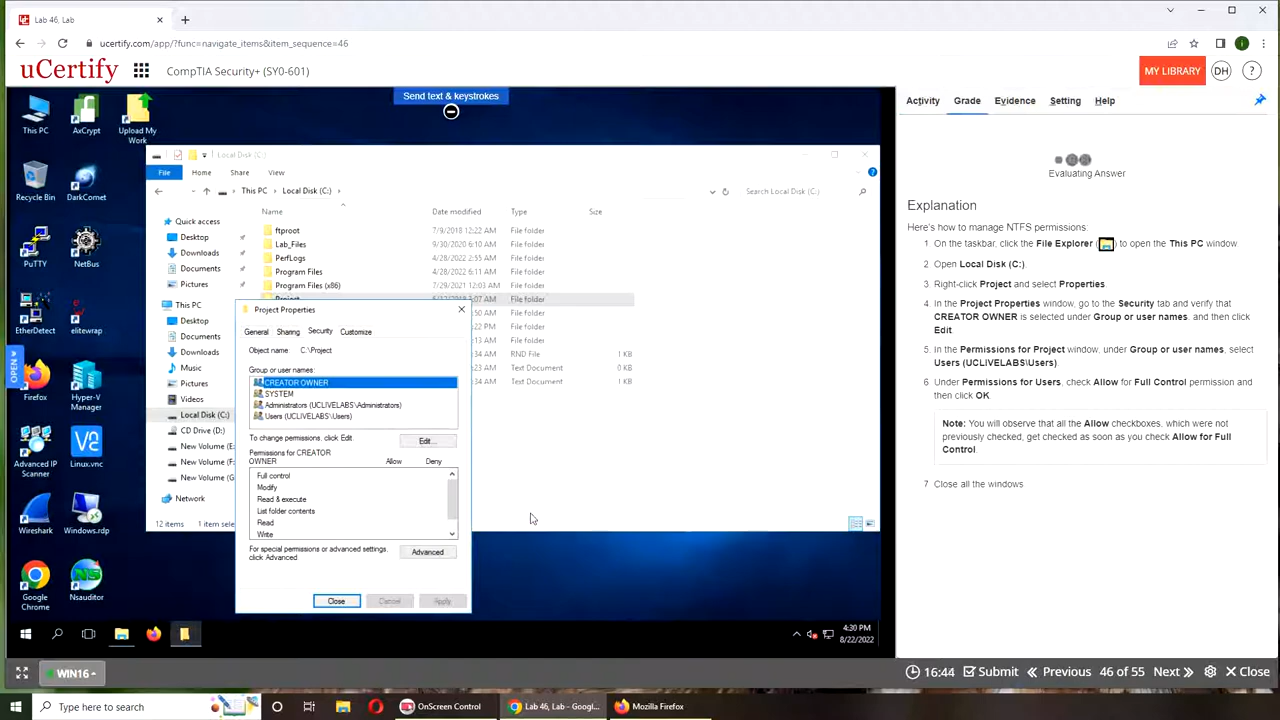 Lab 46, Lab
ucertify.com/app/?func=navigate_items&item_sequence=46
uCertify
CompTIA Security+ (SY0-601)
MY LIBRARY
DH
?
Send text & keystrokes
Activity
Grade
Evidence
Setting
Help
This PC
AxCrypt
Upload My
Work
Recycle Bin
DarkComet
PuTTY
NetBus
EtherDetect
elitewrap
Firefox
Hyper-V
Manager
Advanced IP
Scanner
Linux.vnc
Wireshark
Windows.rdp
Google
Chrome
Nsauditor
OPEN
Local Disk (C:)
File
Home
Share
View
This PC
Local Disk (C:)
Search Local Disk (C:)
Name
Date modified
Type
Size
Quick access
Desktop
Downloads
Documents
Pictures
This PC
Desktop
Documents
Downloads
Music
Pictures
Videos
Local Disk (C:)
CD Drive (D:)
New Volume (E:
New Volume (F:
New Volume (G
Network
ftproot 7/9/2018 12:22 AM File folder
Lab_Files 9/30/2020 6:10 AM File folder
PerfLogs 4/28/2022 6:10 AM File folder
Program Files 4/28/2022 6:11 AM File folder
Program Files (x86) 7/29/2021 12:03 AM File folder
Project File folder
File folder
File folder
File folder
RND File 1 KB
Text Document 0 KB
Text Document 1 KB
12 items
1 item selec
Project Properties
General
Sharing
Security
Customize
Object name: C:\Project
Group or user names:
CREATOR OWNER
SYSTEM
Administrators (UCLIVELABS\Administrators)
Users (UCLIVELABS\Users)
To change permissions, click Edit.
Edit...
Permissions for CREATOR
OWNER
Allow
Deny
Full control
Modify
Read & execute
List folder contents
Read
Write
For special permissions or advanced settings,
click Advanced
Advanced
Close
Cancel
Apply
4:30 PM
8/22/2022
Evaluating Answer
Explanation
Here's how to manage NTFS permissions:
1. On the taskbar, click the File Explorer ( ) to open the This PC window
2 Open Local Disk (C:).
3. Right-click Project and select Properties.
4. In the Project Properties window, go to the Security tab and verify that
CREATOR OWNER is selected under Group or user names, and then click
Edit.
5. In the Permissions for Project window, under Group or user names, select
Users (UCLIVELABS\Users)
6. Under Permissions for Users, check Allow for Full Control permission and
then click OK.
Note: You will observe that all the Allow checkboxes, which were not
previously checked, get checked as soon as you check Allow for Full
Control.
7 Close all the windows
WIN16
16:44
Submit
Previous
46 of 55
Next
Close
Type here to search
OnScreen Control
Lab 46, Lab – Googl...
Mozilla Firefox